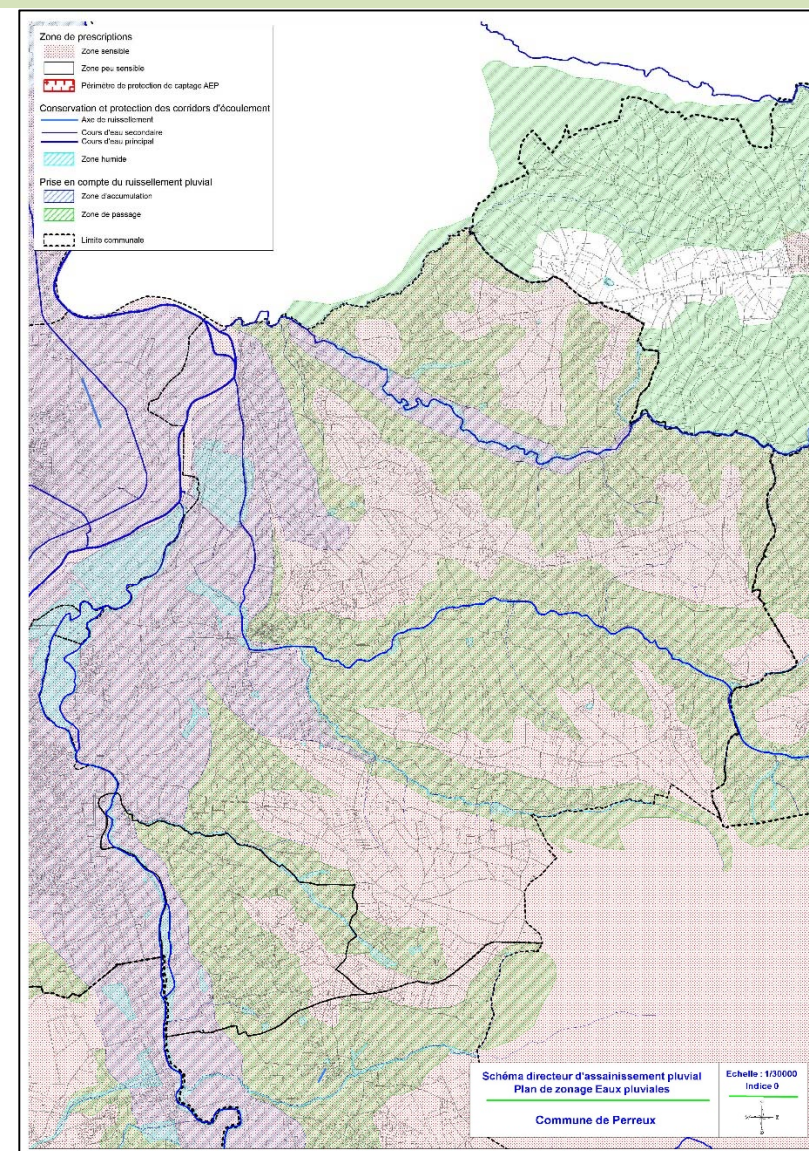 Zone de prescriptions
Zone sensible
Zone peu sensible
Périmètre de protection de captage AEP
Conservation et protection des corridors d'écoulement
Axe de ruissellement
Cours d'eau secondaire
Cours d'eau principal
Zone humide
Prise en compte du ruissellement pluvial
Zone d'accumulation
Zone de passage
Limite communale
Schéma directeur d'assainissement pluvial
Plan de zonage Eaux pluviales
Commune de Perreux
Echelle : 1/30000
Indice 0